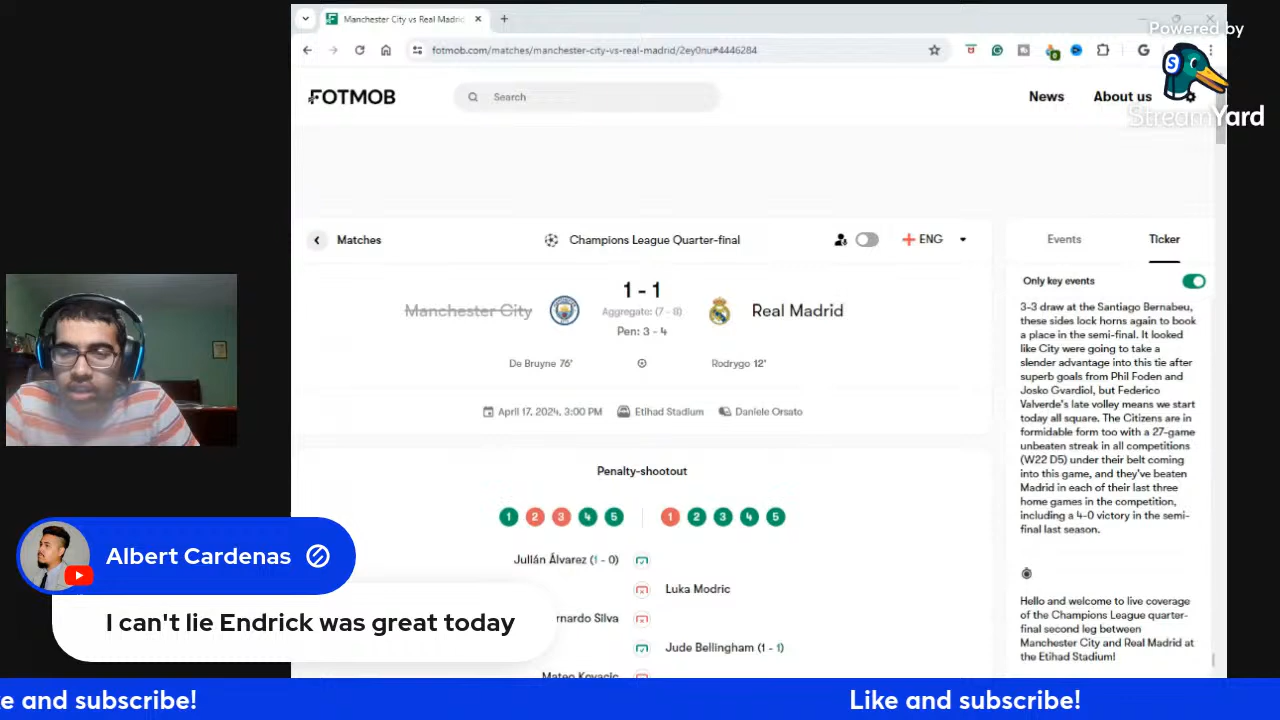 Manchester City vs Real Madrid
fotmob.com/matches/manchester-city-vs-real-madrid/2ey0nu#4446284
Powered by
StreamYard
FOTMOB
Search
News
About us
Matches
Champions League Quarter-final
ENG
Manchester City
1 - 1
Real Madrid
Aggregate: (7 - 8)
Pen: 3 - 4
De Bruyne 76'
Rodrygo 12'
April 17, 2024, 3:00 PM
Etihad Stadium
Daniele Orsato
Penalty-shootout
1 2 3 4 5
1 2 3 4 5
Julián Álvarez (1 - 0)
Luka Modric
rnardo Silva
Jude Bellingham (1 - 1)
Mateo Kovacic
Events
Ticker
Only key events
3-3 draw at the Santiago Bernabeu,
these sides lock horns again to book
a place in the semi-final. It looked
like City were going to take a
slender advantage into this tie after
superb goals from Phil Foden and
Josko Gvardiol, but Federico
Valverde's late volley means we start
today all square. The Citizens are in
formidable form too with a 27-game
unbeaten streak in all competitions
(W22 D5) under their belt coming
into this game, and they've beaten
Madrid in each of their last three
home games in the competition,
including a 4-0 victory in the semi-
final last season.
Hello and welcome to live coverage
of the Champions League quarter-
final second leg between
Manchester City and Real Madrid at
the Etihad Stadium!
Albert Cardenas
I can't lie Endrick was great today
e and subscribe!
Like and subscribe!